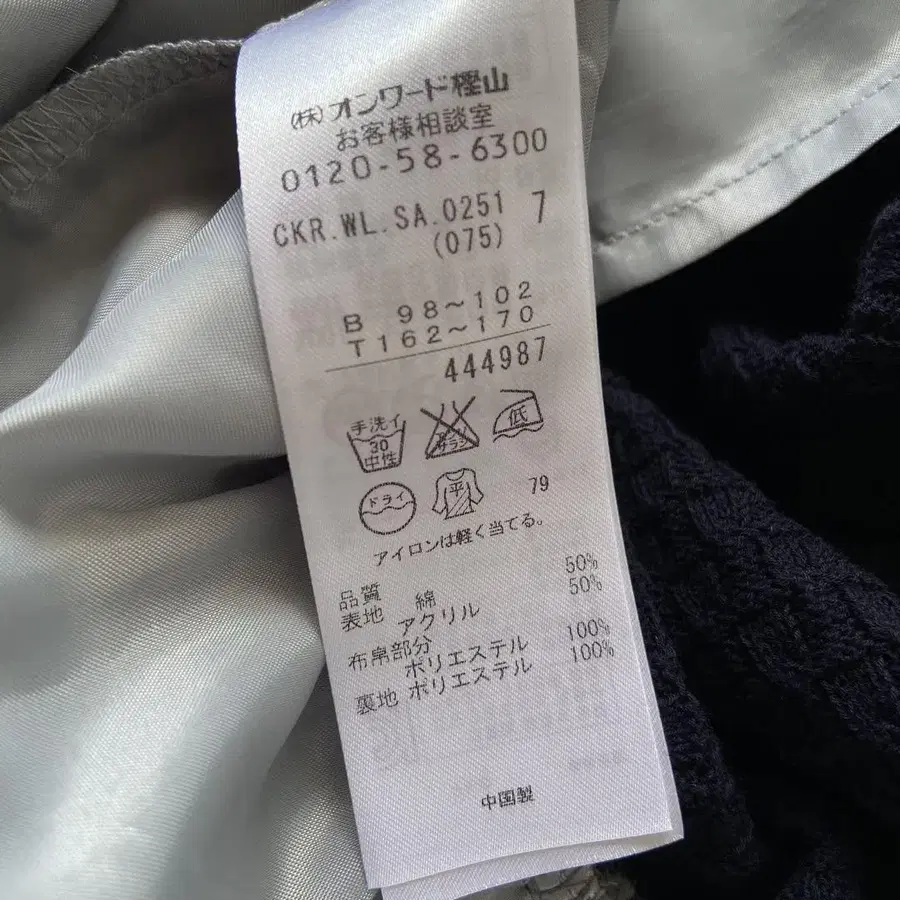 ㈱オンワード樫山
お客様相談室
0120-58-6300
CKR.WL.SA.0251 7
(075)
B 98～102
T162～170
444987
手洗イ
30
中性
サラシ
低
ドライ
平
79
アイロンは軽く当てる。
品質
表地 綿 50%
アクリル 50%
布帛部分
ポリエステル 100%
裏地 ポリエステル 100%
中国製